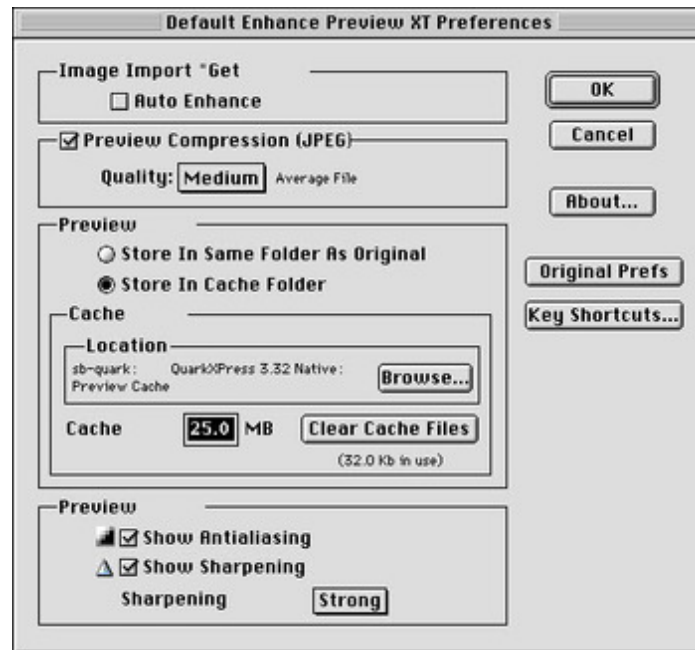 Default Enhance Preview XT Preferences
Image Import "Get
Auto Enhance
OK
Cancel
Preview Compression (JPEG)
Quality: Medium Average File
About...
Preview
Store In Same Folder As Original
Store In Cache Folder
Original Prefs
Key Shortcuts...
Cache
Location
sb-quark: QuarkXPress 3.32 Native:
Preview Cache
Browse...
Cache 25.0 MB Clear Cache Files
(32.0 Kb in use)
Preview
Show Antialiasing
Show Sharpening
Sharpening Strong